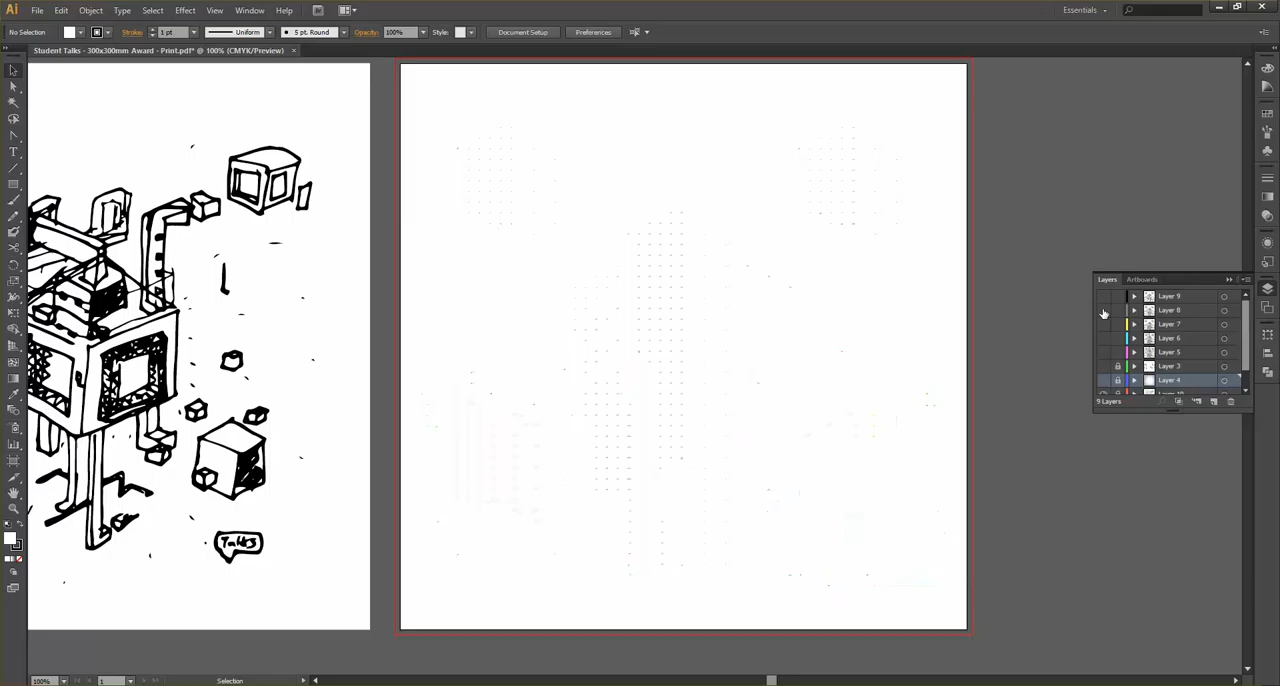 Ai File Edit Object Type Select Effect View Window Help Br Essentials
No Selection Stroke: 1 pt Uniform 5 pt. Round Opacity: 100% Style: Document Setup Preferences
Student Talks - 300x300mm Award - Print.pdf* @ 100% (CMYK/Preview)
Talks
Layers Artboards
Layer 9
Layer 8
Layer 7
Layer 6
Layer 5
Layer 3
Layer 4
9 Layers
100% 1 Selection